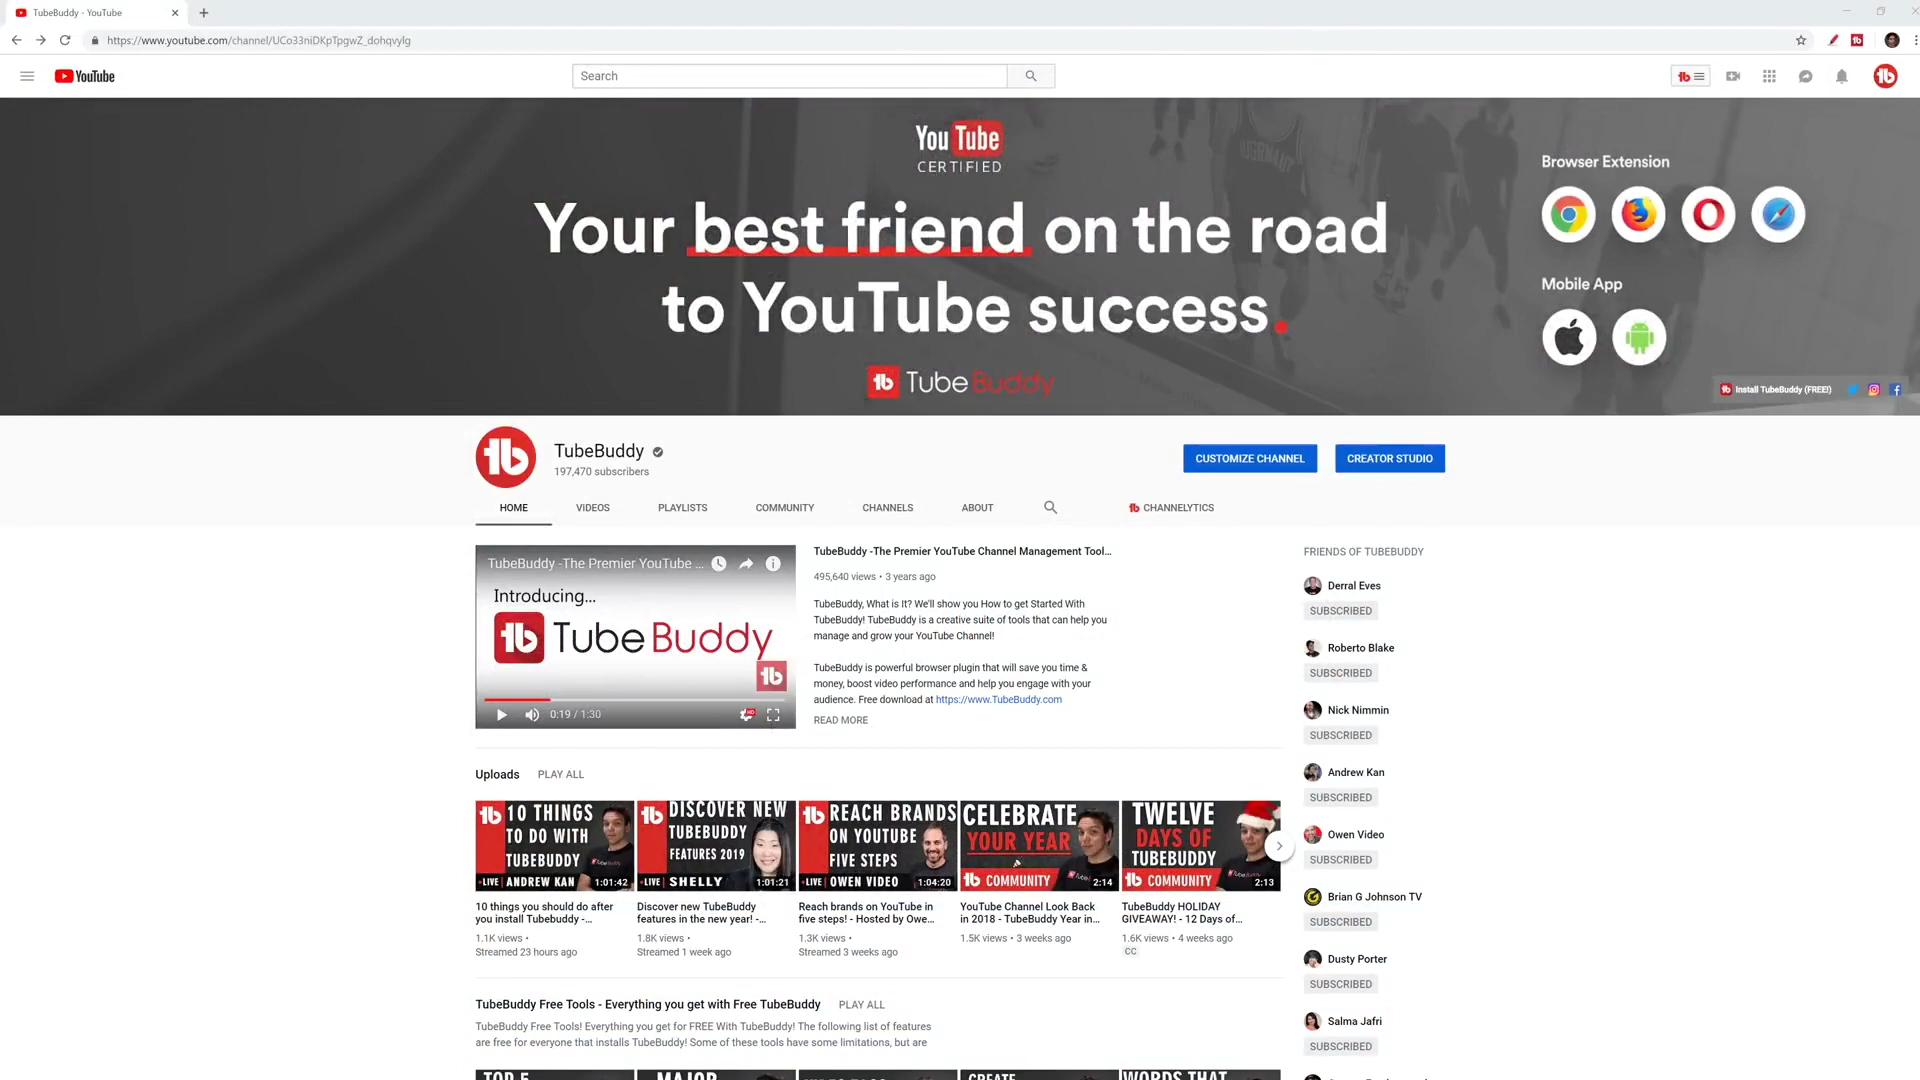 TubeBuddy - YouTube
https://www.youtube.com/channel/UCo33niDKpTpgwZ_dohqvylg
YouTube
Search
YouTube
CERTIFIED
Your best friend on the road
to YouTube success.
TubeBuddy
Browser Extension
Mobile App
Install TubeBuddy (FREE!)
TubeBuddy
197,470 subscribers
CUSTOMIZE CHANNEL
CREATOR STUDIO
HOME VIDEOS PLAYLISTS COMMUNITY CHANNELS ABOUT CHANNELYTICS
TubeBuddy -The Premier YouTube ...
Introducing...
TubeBuddy
0:19 / 1:30
TubeBuddy -The Premier YouTube Channel Management Tool...
495,640 views • 3 years ago
TubeBuddy, What is It? We'll show you How to get Started With
TubeBuddy! TubeBuddy is a creative suite of tools that can help you
manage and grow your YouTube Channel!
TubeBuddy is powerful browser plugin that will save you time &
money, boost video performance and help you engage with your
audience. Free download at https://www.TubeBuddy.com
READ MORE
Uploads PLAY ALL
10 THINGS
TO DO WITH
TUBEBUDDY
LIVE ANDREW KAN 1:01:42
10 things you should do after
you install Tubebuddy -...
1.1K views •
Streamed 23 hours ago
DISCOVER NEW
TUBEBUDDY
FEATURES 2019
LIVE SHELLY 1:01:21
Discover new TubeBuddy
features in the new year! -...
1.8K views •
Streamed 1 week ago
REACH BRANDS
ON YOUTUBE
FIVE STEPS
LIVE OWEN VIDEO 1:04:20
Reach brands on YouTube in
five steps! - Hosted by Owe...
1.3K views •
Streamed 3 weeks ago
CELEBRATE
YOUR YEAR
COMMUNITY 2:14
YouTube Channel Look Back
in 2018 - TubeBuddy Year in...
1.5K views • 3 weeks ago
TWELVE
DAYS OF
TUBEBUDDY
COMMUNITY 2:13
TubeBuddy HOLIDAY
GIVEAWAY! - 12 Days of...
1.6K views • 4 weeks ago
CC
TubeBuddy Free Tools - Everything you get with Free TubeBuddy PLAY ALL
TubeBuddy Free Tools! Everything you get for FREE With TubeBuddy! The following list of features
are free for everyone that installs TubeBuddy! Some of these tools have some limitations, but are
FRIENDS OF TUBEBUDDY
Derral Eves
SUBSCRIBED
Roberto Blake
SUBSCRIBED
Nick Nimmin
SUBSCRIBED
Andrew Kan
SUBSCRIBED
Owen Video
SUBSCRIBED
Brian G Johnson TV
SUBSCRIBED
Dusty Porter
SUBSCRIBED
Salma Jafri
SUBSCRIBED